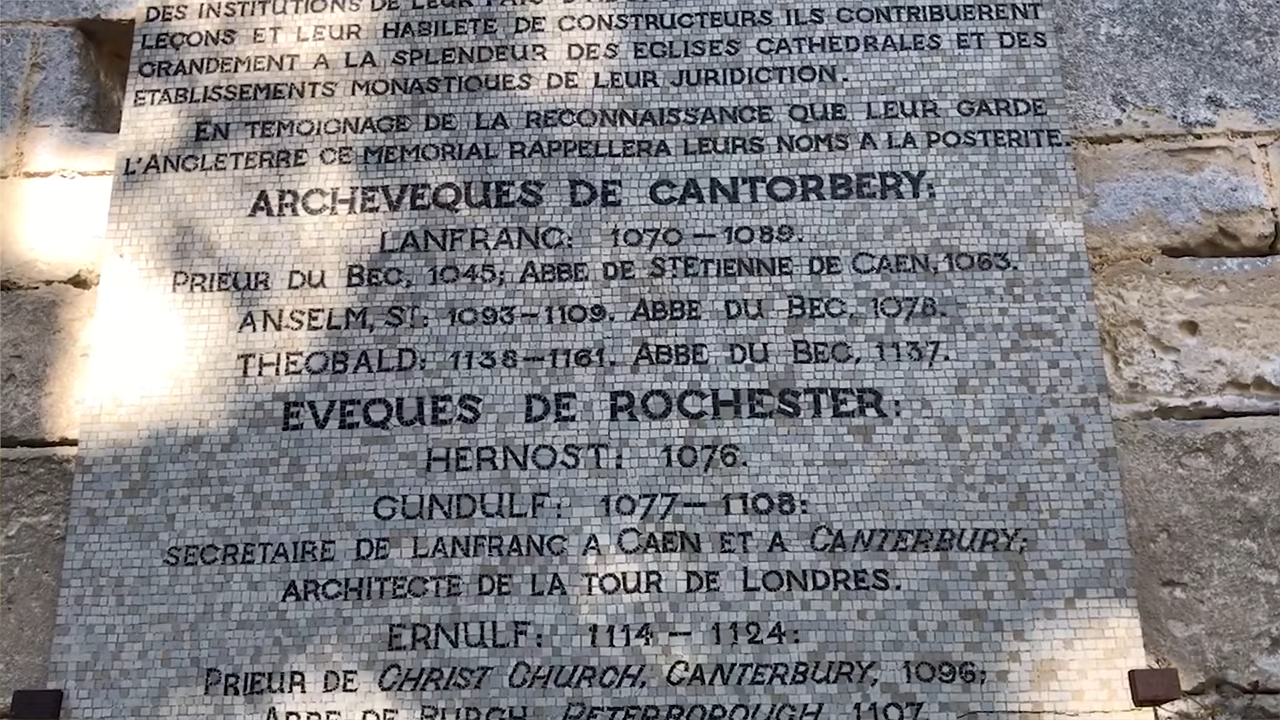 DES INSTITUTIONS DE LEUR PAYS
LEÇONS ET LEUR HABILETE DE CONSTRUCTEURS ILS CONTRIBUERENT
GRANDEMENT A LA SPLENDEUR DES EGLISES CATHEDRALES ET DES
ETABLISSEMENTS MONASTIQUES DE LEUR JURIDICTION.
EN TEMOIGNAGE DE LA RECONNAISSANCE QUE LEUR GARDE
L'ANGLETERRE CE MEMORIAL RAPPELLERA LEURS NOMS A LA POSTERITE.
ARCHEVEQUES DE CANTORBERY:
LANFRANC: 1070-1089.
PRIEUR DU BEC, 1045; ABBE DE ST ETIENNE DE CAEN, 1063.
ANSELM, ST: 1093-1109. ABBE DU BEC, 1078.
THEOBALD: 1138-1161. ABBE DU BEC, 1137.
EVEQUES DE ROCHESTER:
HERNOST: 1076.
GUNDULF: 1077-1108:
SECRETAIRE DE LANFRANC A CAEN ET A CANTERBURY;
ARCHITECTE DE LA TOUR DE LONDRES.
ERNULF: 1114-1124:
PRIEUR DE CHRIST CHURCH, CANTERBURY, 1096;
ABBE DE BURGH, PETERBOROUGH, 1107.